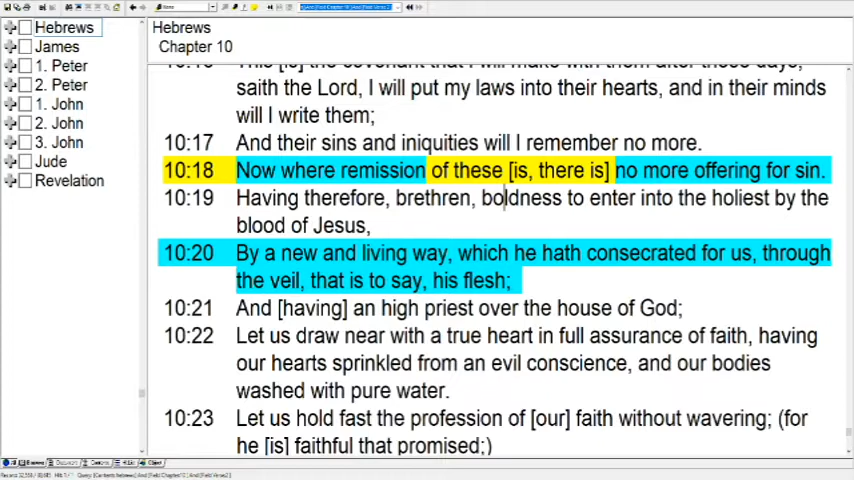 None
Hebrews
James
1. Peter
2. Peter
1. John
2. John
3. John
Jude
Revelation
Hebrews
Chapter 10
saith the Lord, I will put my laws into their hearts, and in their minds
will I write them;
10:17 And their sins and iniquities will I remember no more.
10:18 Now where remission of these [is, there is] no more offering for sin.
10:19 Having therefore, brethren, boldness to enter into the holiest by the
blood of Jesus,
10:20 By a new and living way, which he hath consecrated for us, through
the veil, that is to say, his flesh;
10:21 And [having] an high priest over the house of God;
10:22 Let us draw near with a true heart in full assurance of faith, having
our hearts sprinkled from an evil conscience, and our bodies
washed with pure water.
10:23 Let us hold fast the profession of [our] faith without wavering; (for
he [is] faithful that promised;)